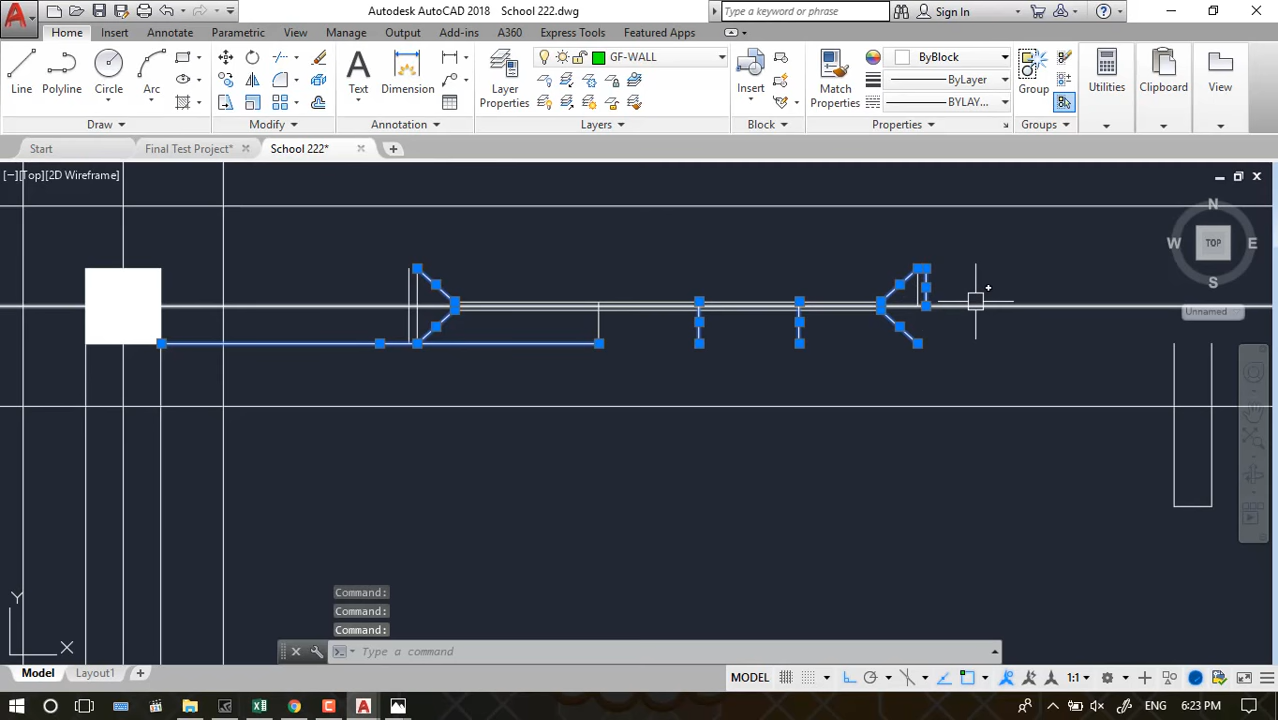 A
Autodesk AutoCAD 2018 School 222.dwg
Type a keyword or phrase
Sign In
Home Insert Annotate Parametric View Manage Output Add-ins A360 Express Tools Featured Apps
Line Polyline Circle Arc
Text Dimension
Layer Properties
GF-WALL
Insert
Match Properties
ByBlock
ByLayer
BYLAY...
Group
Utilities
Clipboard
View
Draw
Modify
Annotation
Layers
Block
Properties
Groups
Start Final Test Project* School 222*
[−][Top][2D Wireframe]
N
W TOP E
S
Unnamed
Command:
Command:
Command:
Type a command
Y
X
Model Layout1
MODEL
1:1
ENG 6:23 PM